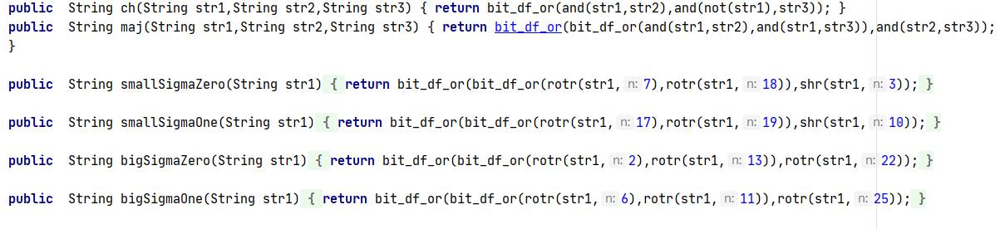 public  String ch(String str1,String str2,String str3) { return bit_df_or(and(str1,str2),and(not(str1),str3)); }
public  String maj(String str1,String str2,String str3) { return bit_df_or(bit_df_or(and(str1,str2),and(str1,str3)),and(str2,str3));
}
public  String smallSigmaZero(String str1) { return bit_df_or(bit_df_or(rotr(str1, n: 7),rotr(str1, n: 18)),shr(str1, n: 3)); }
public  String smallSigmaOne(String str1) { return bit_df_or(bit_df_or(rotr(str1, n: 17),rotr(str1, n: 19)),shr(str1, n: 10)); }
public  String bigSigmaZero(String str1) { return bit_df_or(bit_df_or(rotr(str1, n: 2),rotr(str1, n: 13)),rotr(str1, n: 22)); }
public  String bigSigmaOne(String str1) { return bit_df_or(bit_df_or(rotr(str1, n: 6),rotr(str1, n: 11)),rotr(str1, n: 25)); }